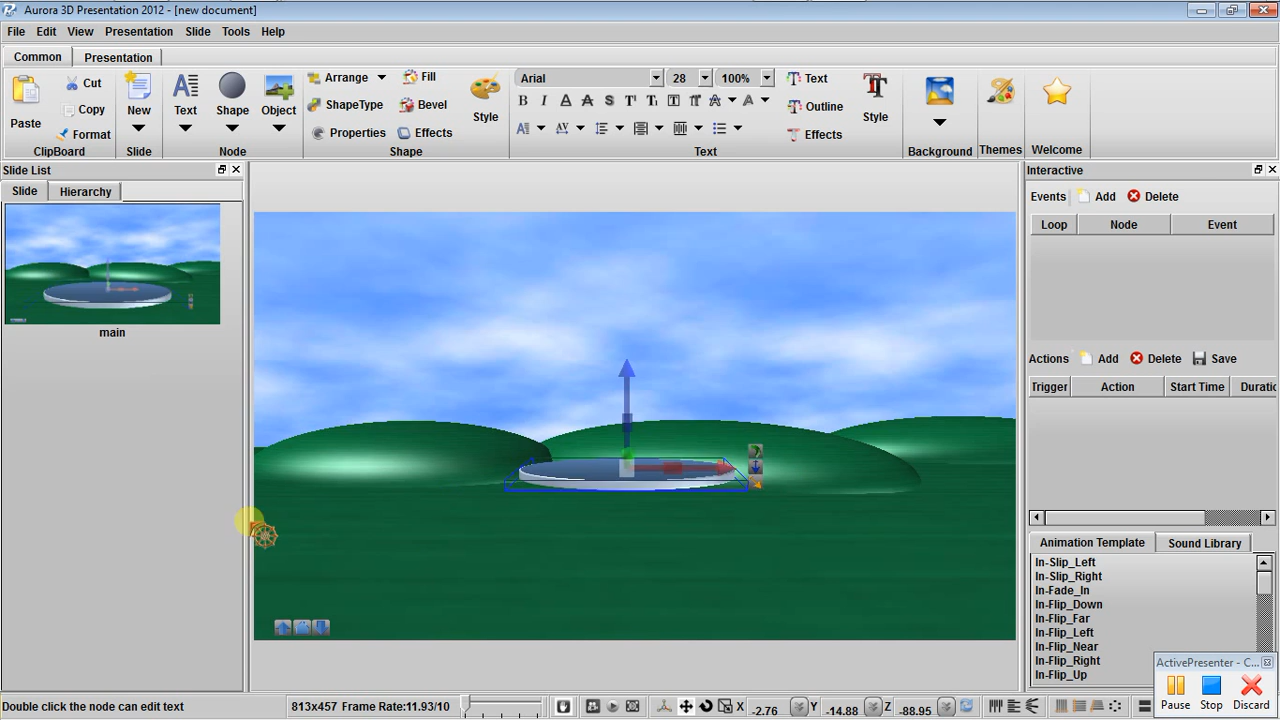 Aurora 3D Presentation 2012 - [new document]
File Edit View Presentation Slide Tools Help
Common Presentation
Paste
Cut
Copy
Format
ClipBoard
New
Slide
Text
Shape
Object
Node
Arrange
ShapeType
Properties
Fill
Bevel
Effects
Style
Shape
Arial 28 100%
Text
Outline
Effects
Style
Text
Background
Themes
Welcome
Slide List
Slide Hierarchy
main
Interactive
Events Add Delete
Loop Node Event
Actions Add Delete Save
Trigger Action Start Time Duratio
Animation Template Sound Library
In-Slip_Left
In-Slip_Right
In-Fade_In
In-Flip_Down
In-Flip_Far
In-Flip_Left
In-Flip_Near
In-Flip_Right
In-Flip_Up
ActivePresenter - C...
Pause Stop Discard
Double click the node can edit text
8135457 Frame Rate:11.93/10
X -2.76 Y -14.88 Z -88.95